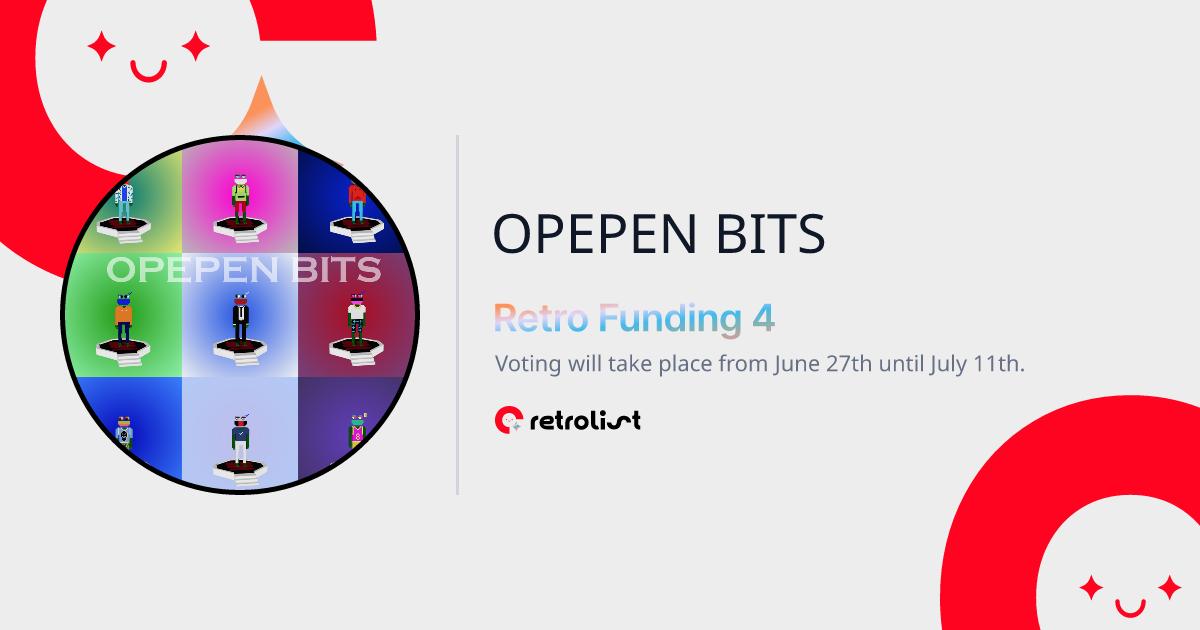 OPEPEN BITS
OPEPEN BITS
Retro Funding 4
Voting will take place from June 27th until July 11th.
retrolist